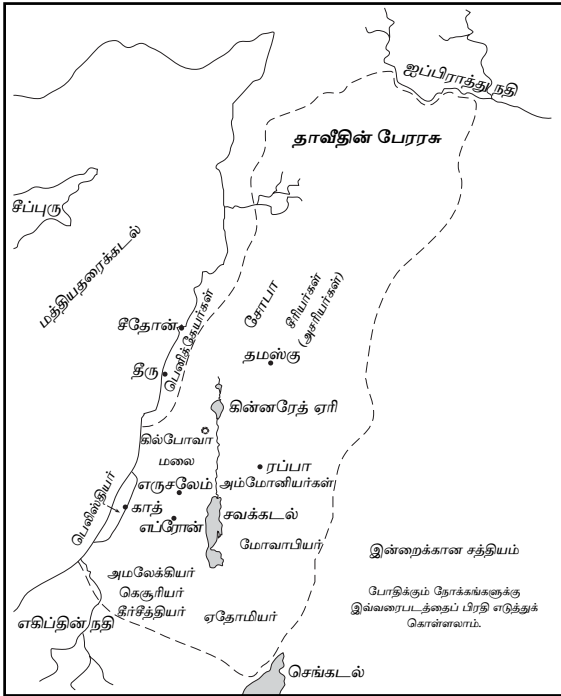 ஐப்பிராத்து நதி
தாவீதின் பேரரசு
சீப்புரு
மத்தியதரைக்கடல்
சோபா
சீரியர்கள்
(அசரியர்கள்)
சீதோன்
பெனிக்கேயர்கள்
தமஸ்கு
தீரு
கின்னரேத் ஏரி
கில்போவா
மலை
ரப்பா
அம்மோனியர்கள்
எருசலேம்
பெலிஸ்தியர்
காத்
சவக்கடல்
எப்ரோன்
மோவாபியர்
இன்றைக்கான சத்தியம்
அமலேக்கியர்
கெசூரியர்
கீர்சீத்தியர்
ஏதோமியர்
போதிக்கும் நோக்கங்களுக்கு
இவ்வரைபடத்தைப் பிரதி எடுத்துக்
கொள்ளலாம்.
எகிப்தின் நதி
செங்கடல்